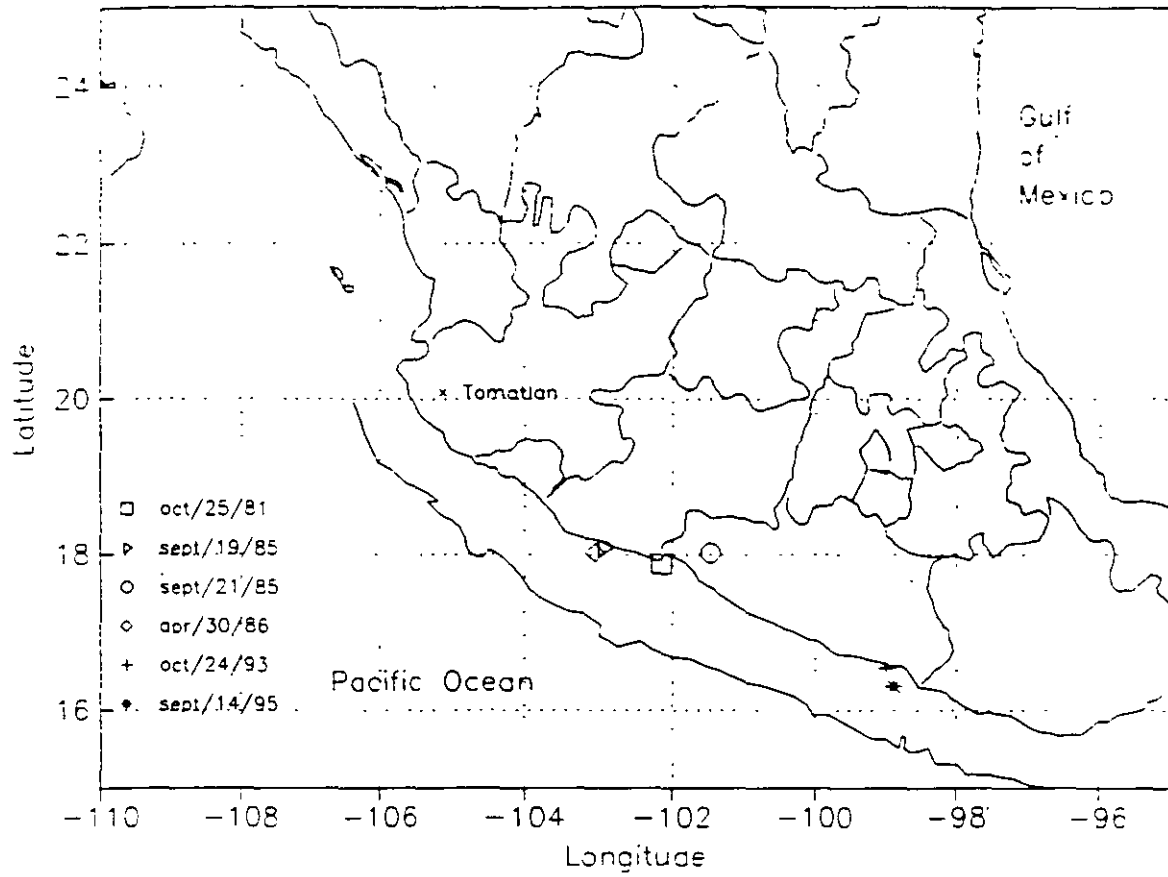 24
Gulf
of
Mexico
22
Latitude
20
× Tomatlan
oct/25/81
sept/19/85
18
sept/21/85
apr/30/86
oct/24/93
Pacific Ocean
sept/14/95
16
-110
-106
-104
-102
-100
-98
-96
Longitude